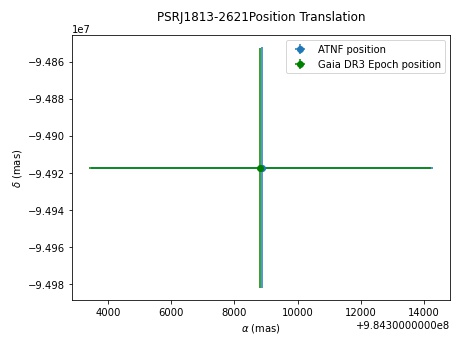 PSRJ1813-2621Position Translation
1e7
ATNF position
Gaia DR3 Epoch position
−9.486
−9.488
−9.490
−9.492
−9.494
−9.496
−9.498
δ (mas)
4000 6000 8000 10000 12000 14000
α (mas)
+9.8430000000e8